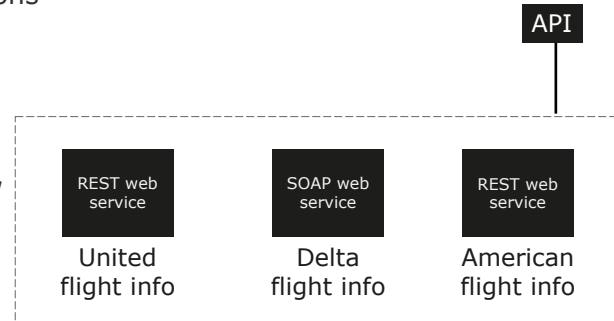 ons
API
REST web
service
SOAP web
service
REST web
service
United
flight info
Delta
flight info
American
flight info